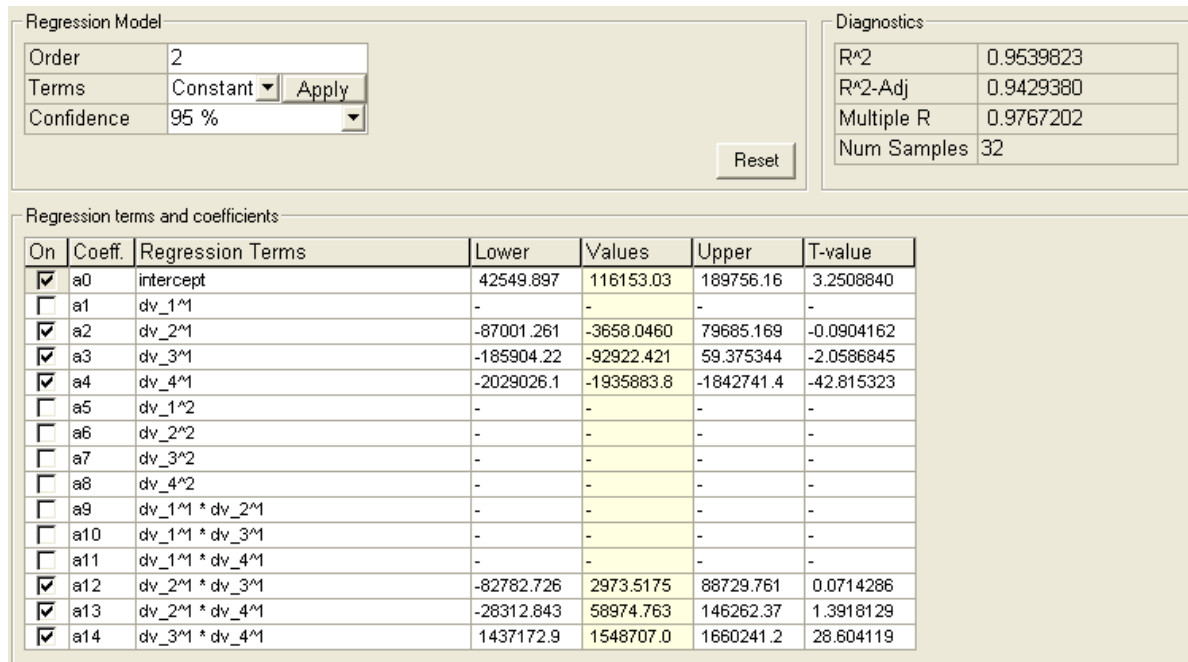 Regression Model
Order 2
Terms Constant Apply
Confidence 95 %
Reset
Diagnostics
R^2 0.9539823
R^2-Adj 0.9429380
Multiple R 0.9767202
Num Samples 32
Regression terms and coefficients
On Coeff. Regression Terms Lower Values Upper T-value
a0 intercept 42549.897 116153.03 189756.16 3.2508840
a1 dv_1^1 - - - -
a2 dv_2^1 -87001.261 -3658.0460 79685.169 -0.0904162
a3 dv_3^1 -185904.22 -92922.421 59.375344 -2.0586845
a4 dv_4^1 -2029026.1 -1935883.8 -1842741.4 -42.815323
a5 dv_1^2 - - - -
a6 dv_2^2 - - - -
a7 dv_3^2 - - - -
a8 dv_4^2 - - - -
a9 dv_1^1 * dv_2^1 - - - -
a10 dv_1^1 * dv_3^1 - - - -
a11 dv_1^1 * dv_4^1 - - - -
a12 dv_2^1 * dv_3^1 -82782.726 2973.5175 88729.761 0.0714286
a13 dv_2^1 * dv_4^1 -28312.843 58974.763 146262.37 1.3918129
a14 dv_3^1 * dv_4^1 1437172.9 1548707.0 1660241.2 28.604119